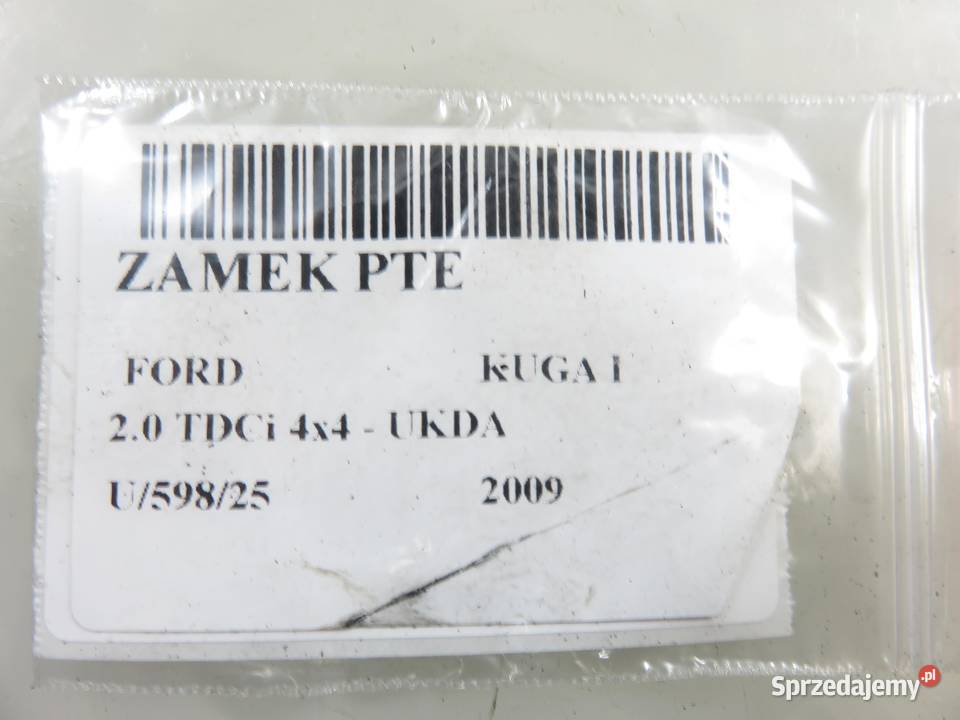 ZAMEK PTE
FORD KUGA I
2.0 TDCi 4x4 - UKDA
U/598/25 2009
Sprzedajemy.pl